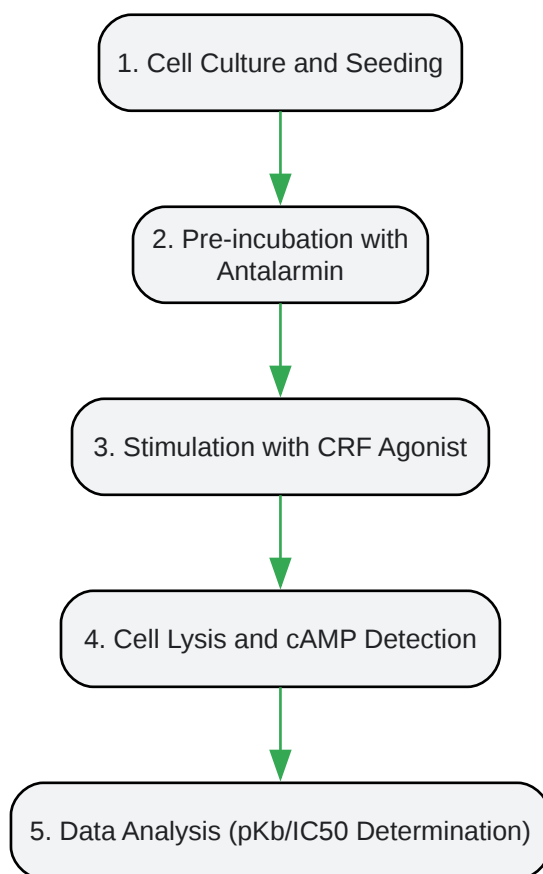 1. Cell Culture and Seeding
2. Pre-incubation with
Antalarmin
3. Stimulation with CRF Agonist
4. Cell Lysis and cAMP Detection
5. Data Analysis (pKb/IC50 Determination)